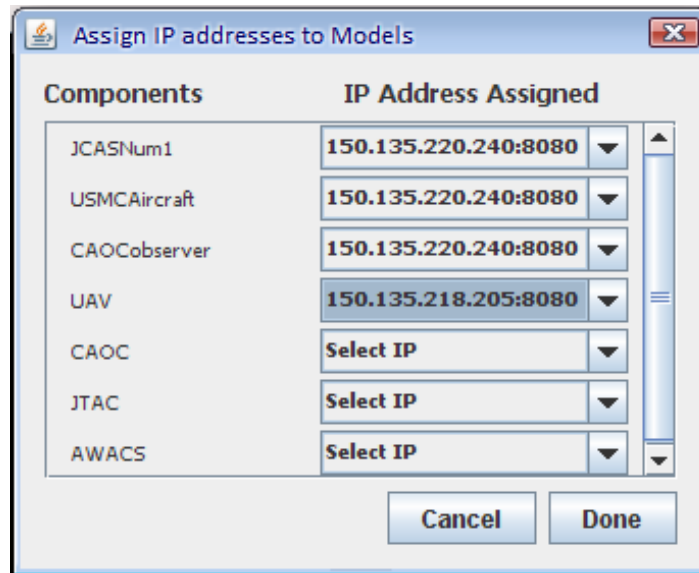 Assign IP addresses to Models
Components IP Address Assigned
JCASNum1 150.135.220.240:8080
USMCAircraft 150.135.220.240:8080
CAOCobserver 150.135.220.240:8080
UAV 150.135.218.205:8080
CAOC Select IP
JTAC Select IP
AWACS Select IP
Cancel Done